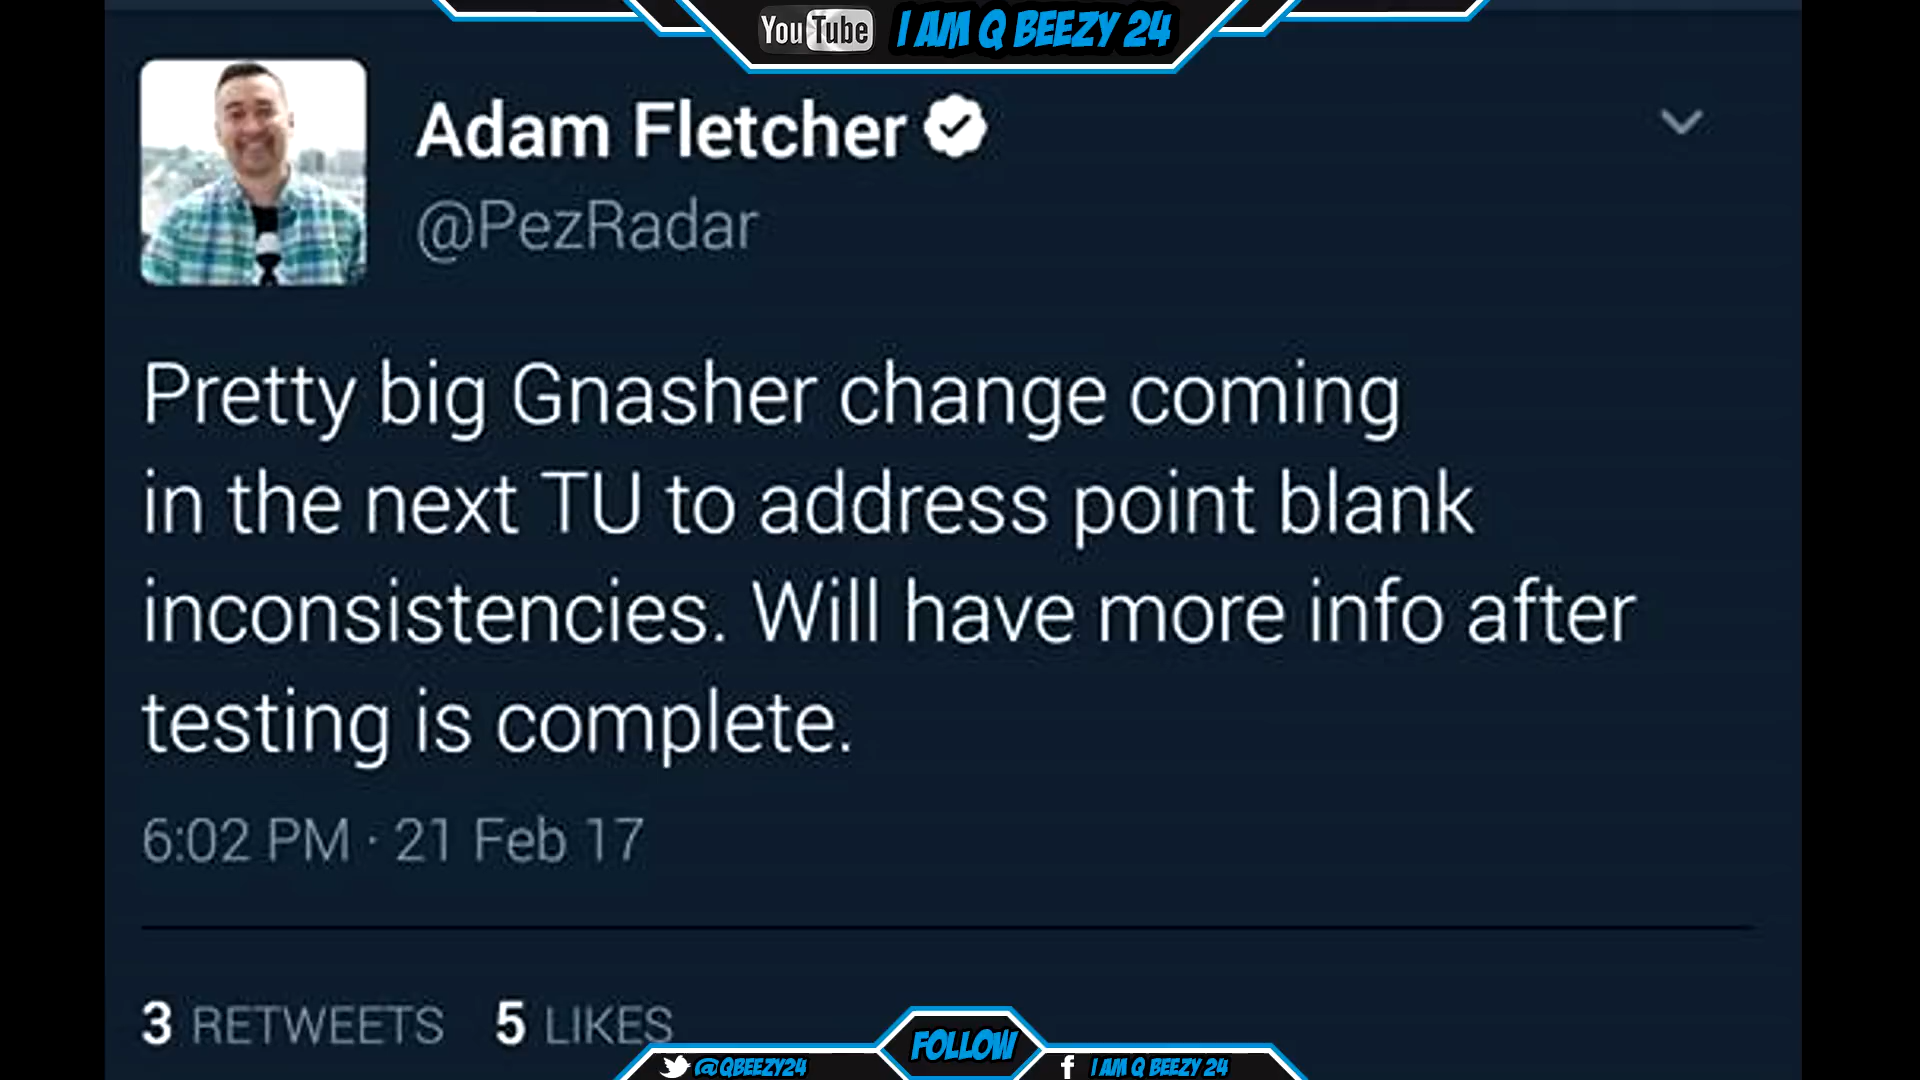 YouTube I AM Q BEEZY 24
Adam Fletcher
@PezRadar
Pretty big Gnasher change coming
in the next TU to address point blank
inconsistencies. Will have more info after
testing is complete.
6:02 PM · 21 Feb 17
3 RETWEETS 5 LIKES
FOLLOW
@QBEEZY24 f I AM Q BEEZY 24